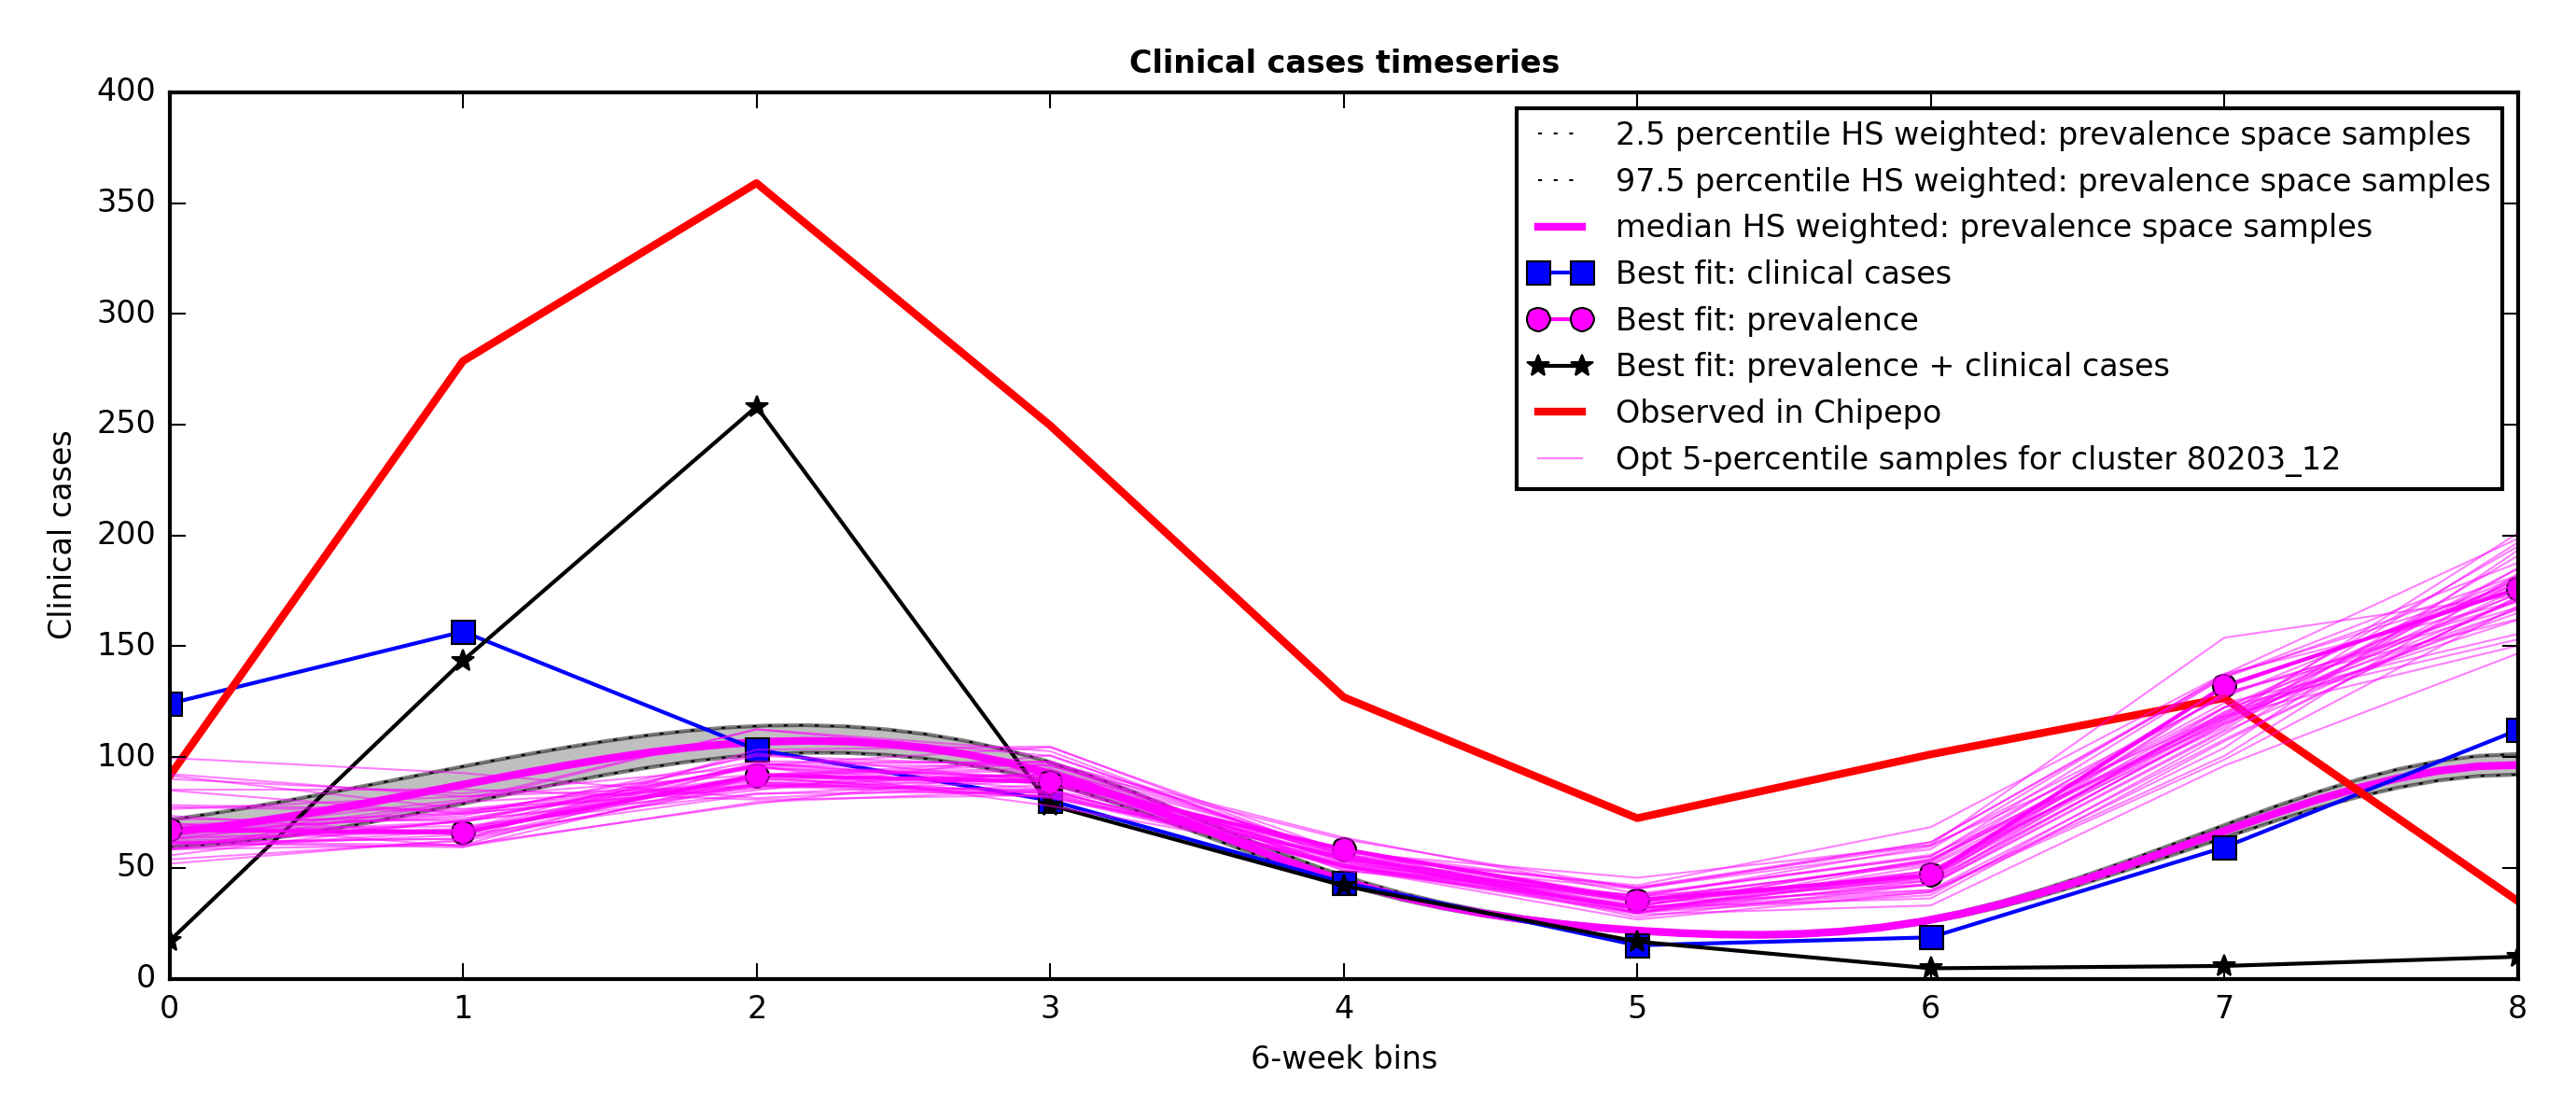 Clinical cases timeseries
400
350
300
250
200
150
100
50
0
Clinical cases
2.5 percentile HS weighted: prevalence space samples
97.5 percentile HS weighted: prevalence space samples
median HS weighted: prevalence space samples
Best fit: clinical cases
Best fit: prevalence
Best fit: prevalence + clinical cases
Observed in Chipepo
Opt 5-percentile samples for cluster 80203_12
0 1 2 3 4 5 6 7 8
6-week bins